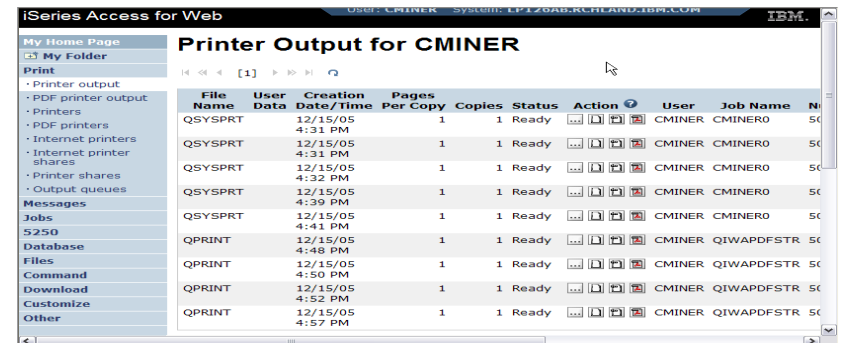 iSeries Access for Web
User: CMINER System: LP126AB.RCHLAND.IBM.COM
IBM.
My Home Page
My Folder
Print
· Printer output
· PDF printer output
· Printers
· PDF printers
· Internet printers
· Internet printer
shares
· Printer shares
· Output queues
Messages
Jobs
5250
Database
Files
Command
Download
Customize
Other
Printer Output for CMINER
[1]
File Name User Data Creation Date/Time Pages Per Copy Copies Status Action ? User Job Name
QSYSPRT 12/15/05 4:31 PM 1 1 Ready ... CMINER CMINER0
QSYSPRT 12/15/05 4:31 PM 1 1 Ready ... CMINER CMINER0
QSYSPRT 12/15/05 4:32 PM 1 1 Ready ... CMINER CMINER0
QSYSPRT 12/15/05 4:39 PM 1 1 Ready ... CMINER CMINER0
QSYSPRT 12/15/05 4:41 PM 1 1 Ready ... CMINER CMINER0
QPRINT 12/15/05 4:48 PM 1 1 Ready ... CMINER QIWAPDFSTR
QPRINT 12/15/05 4:50 PM 1 1 Ready ... CMINER QIWAPDFSTR
QPRINT 12/15/05 4:52 PM 1 1 Ready ... CMINER QIWAPDFSTR
QPRINT 12/15/05 4:57 PM 1 1 Ready ... CMINER QIWAPDFSTR